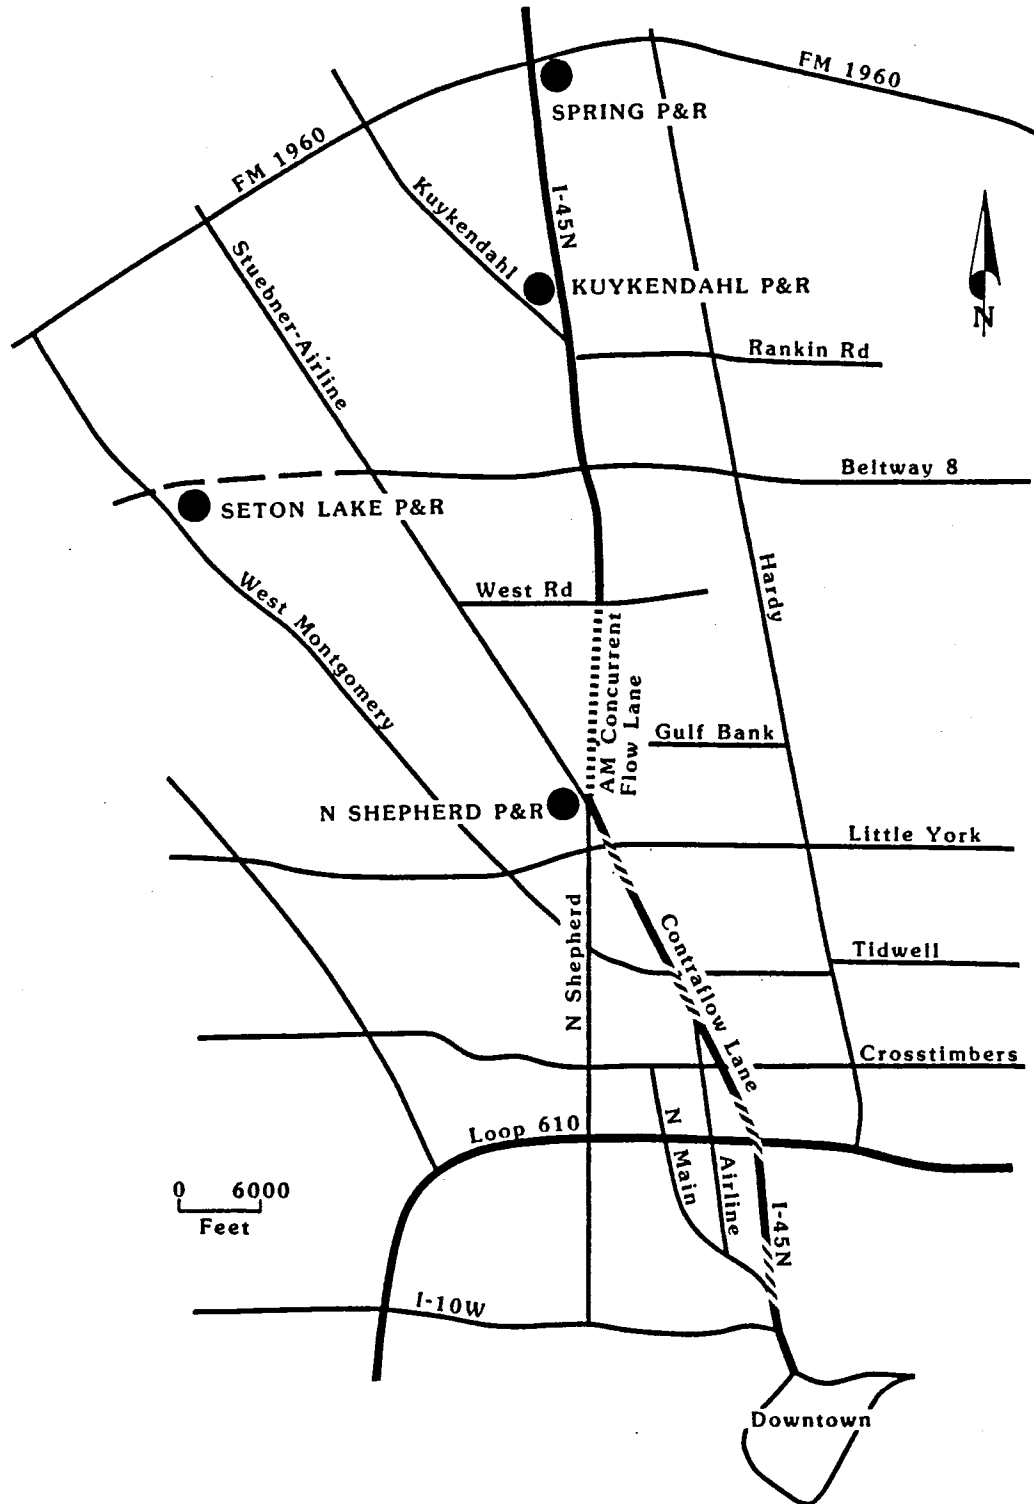 FM 1960
SPRING P&R
FM 1960
Kuykendahl
I-45N
Stuebner-Airline
KUYKENDAHL P&R
N
Rankin Rd
Beltway 8
SETON LAKE P&R
Hardy
West Rd
West Montgomery
AM Concurrent
Flow Lane
Gulf Bank
N SHEPHERD P&R
Little York
N Shepherd
Contraflow Lane
Tidwell
Crosstimbers
Loop 610
N Main
Airline
0 6000
Feet
I-45N
I-10W
Downtown